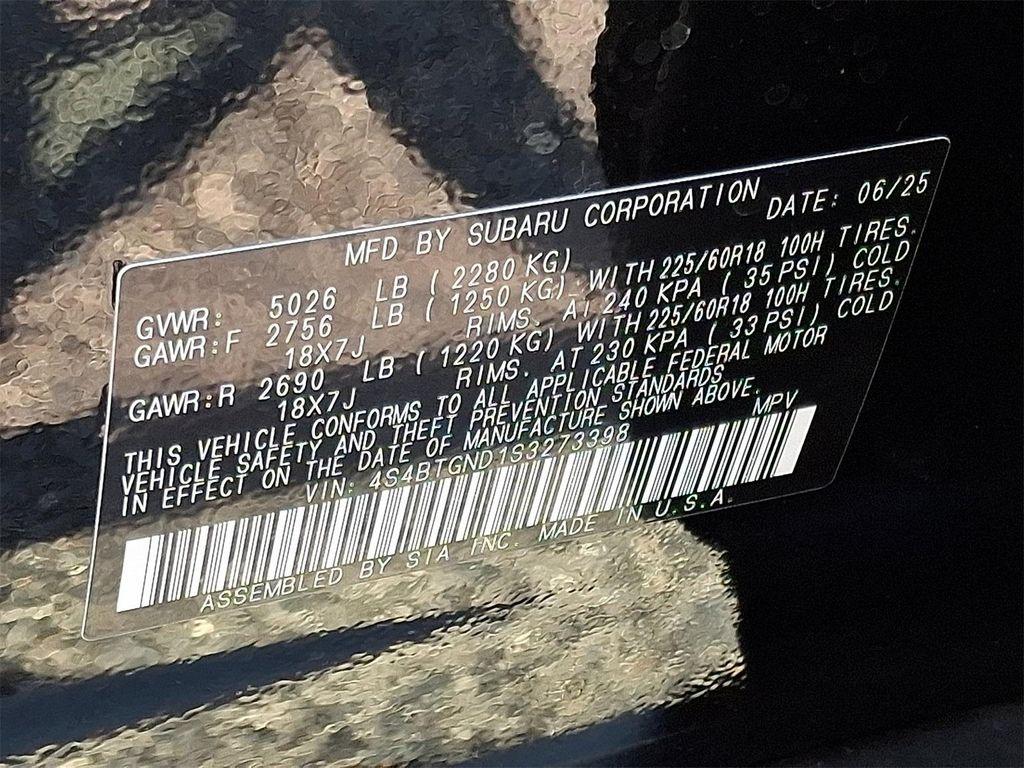 MFD BY SUBARU CORPORATION DATE: 06/25
GVWR: 5026 LB ( 2280 KG)
GAWR:F 2756 LB ( 1250 KG) WITH 225/60R18 100H TIRES.
18X7J RIMS. AT 240 KPA ( 35 PSI) COLD
GAWR:R 2690 LB ( 1220 KG) WITH 225/60R18 100H TIRES.
18X7J RIMS. AT 230 KPA ( 33 PSI) COLD
THIS VEHICLE CONFORMS TO ALL APPLICABLE FEDERAL MOTOR
VEHICLE SAFETY AND THEFT PREVENTION STANDARDS
IN EFFECT ON THE DATE OF MANUFACTURE SHOWN ABOVE.
VIN: 4S4BTGND1S3273398 MPV
ASSEMBLED BY SIA INC. MADE IN U.S.A.